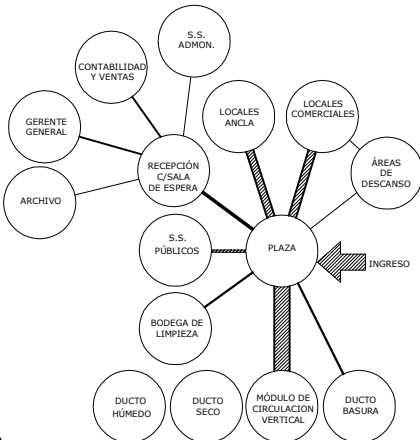 S.S.
ADMON.
CONTABILIDAD
Y VENTAS
GERENTE
GENERAL
ARCHIVO
RECEPCIÓN
C/SALA
DE ESPERA
LOCALES
ANCLA
LOCALES
COMERCIALES
ÁREAS
DE
DESCANSO
S.S.
PÚBLICOS
PLAZA
INGRESO
BODEGA DE
LIMPIEZA
DUCTO
HÚMEDO
DUCTO
SECO
MÓDULO DE
CIRCULACION
VERTICAL
DUCTO
BASURA